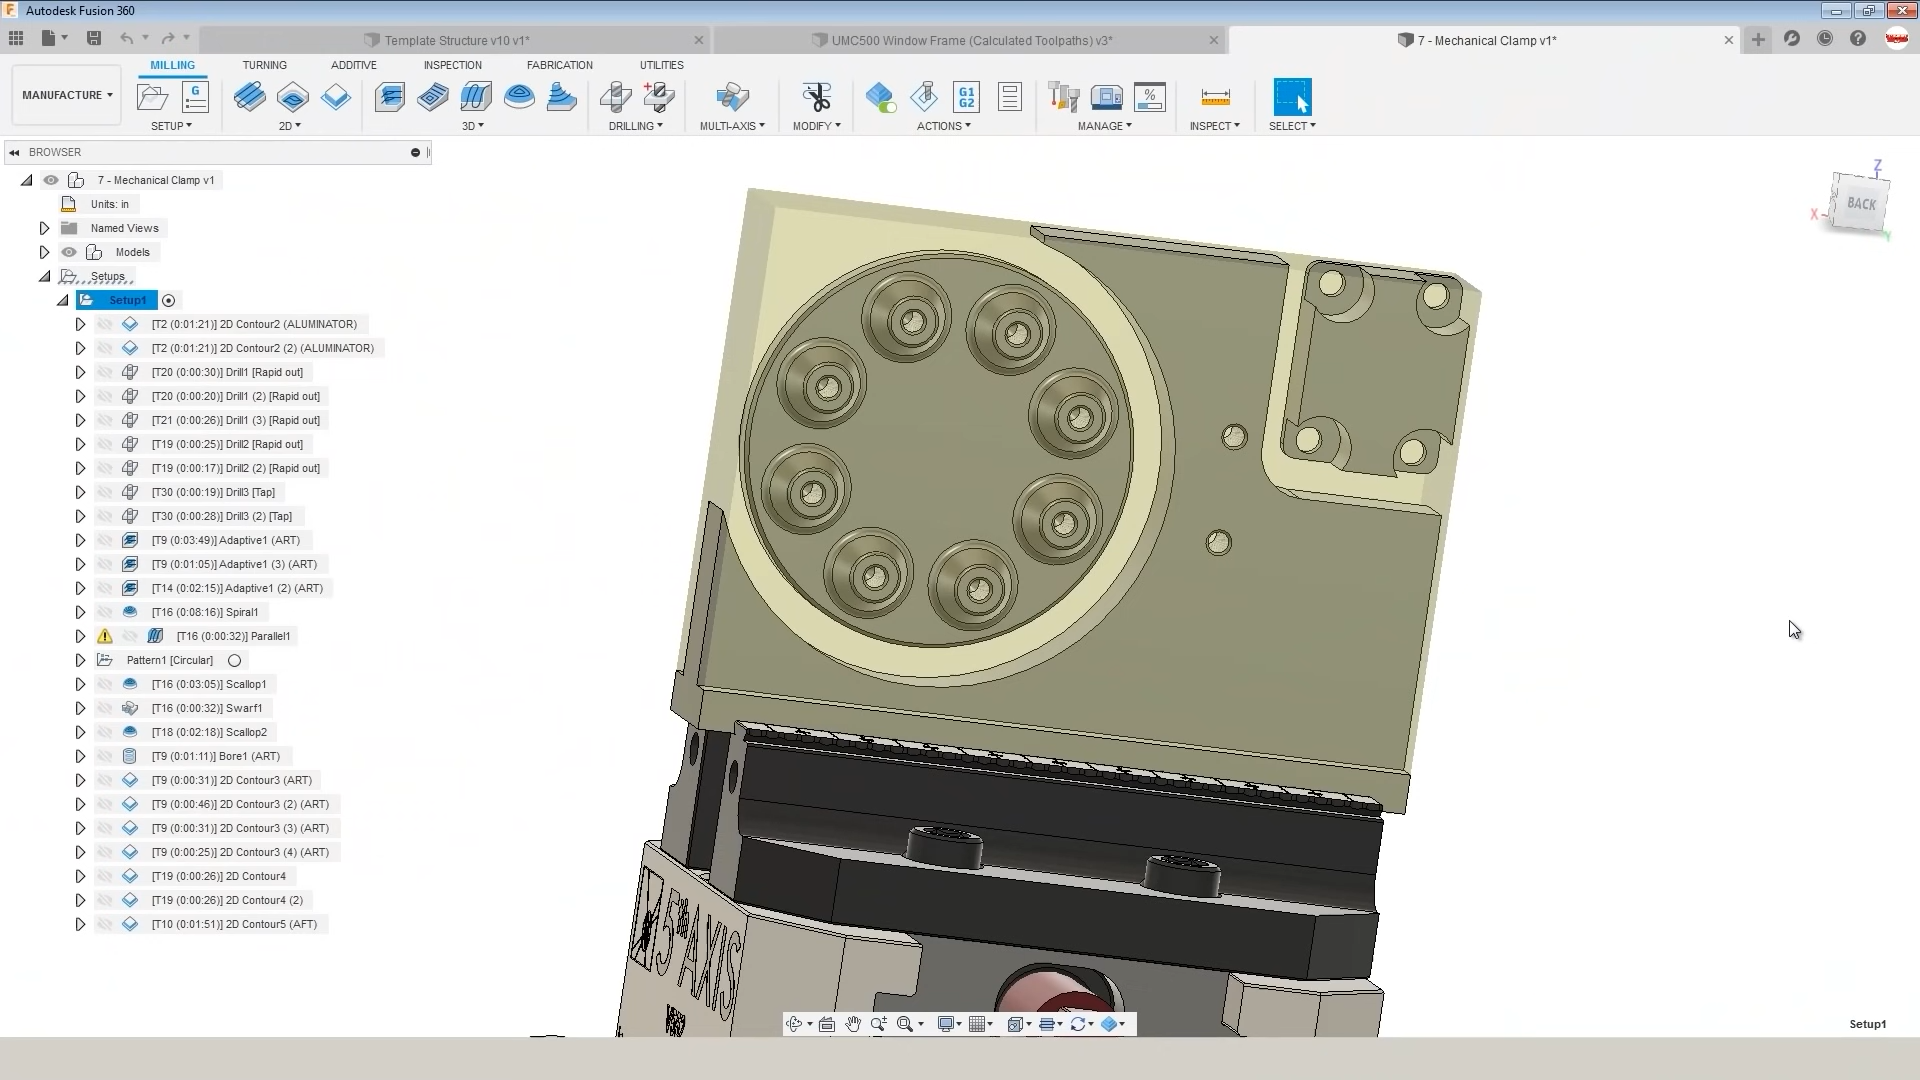 Autodesk Fusion 360
Template Structure v10 v1*
UMC500 Window Frame (Calculated Toolpaths) v3*
7 - Mechanical Clamp v1*
MILLING TURNING ADDITIVE INSPECTION FABRICATION UTILITIES
MANUFACTURE
G
G1
G2
SETUP 2D 3D DRILLING MULTI-AXIS MODIFY ACTIONS MANAGE INSPECT SELECT
BROWSER
7 - Mechanical Clamp v1
Units: in
Named Views
Models
Setups
Setup1
[T2 (0:01:21)] 2D Contour2 (ALUMINATOR)
[T2 (0:01:21)] 2D Contour2 (2) (ALUMINATOR)
[T20 (0:00:30)] Drill1 [Rapid out]
[T20 (0:00:20)] Drill1 (2) [Rapid out]
[T21 (0:00:26)] Drill1 (3) [Rapid out]
[T19 (0:00:25)] Drill2 [Rapid out]
[T19 (0:00:17)] Drill2 (2) [Rapid out]
[T30 (0:00:19)] Drill3 [Tap]
[T30 (0:00:28)] Drill3 (2) [Tap]
[T9 (0:03:49)] Adaptive1 (ART)
[T9 (0:01:05)] Adaptive1 (3) (ART)
[T14 (0:02:15)] Adaptive1 (2) (ART)
[T16 (0:08:16)] Spiral1
[T16 (0:00:32)] Parallel1
Pattern1 [Circular]
[T16 (0:03:05)] Scallop1
[T16 (0:00:32)] Swarf1
[T18 (0:02:18)] Scallop2
[T9 (0:01:11)] Bore1 (ART)
[T9 (0:00:31)] 2D Contour3 (ART)
[T9 (0:00:46)] 2D Contour3 (2) (ART)
[T9 (0:00:31)] 2D Contour3 (3) (ART)
[T9 (0:00:25)] 2D Contour3 (4) (ART)
[T19 (0:00:26)] 2D Contour4
[T19 (0:00:26)] 2D Contour4 (2)
[T10 (0:01:51)] 2D Contour5 (AFT)
Z
BACK
X
Y
5TH AXIS
Setup1